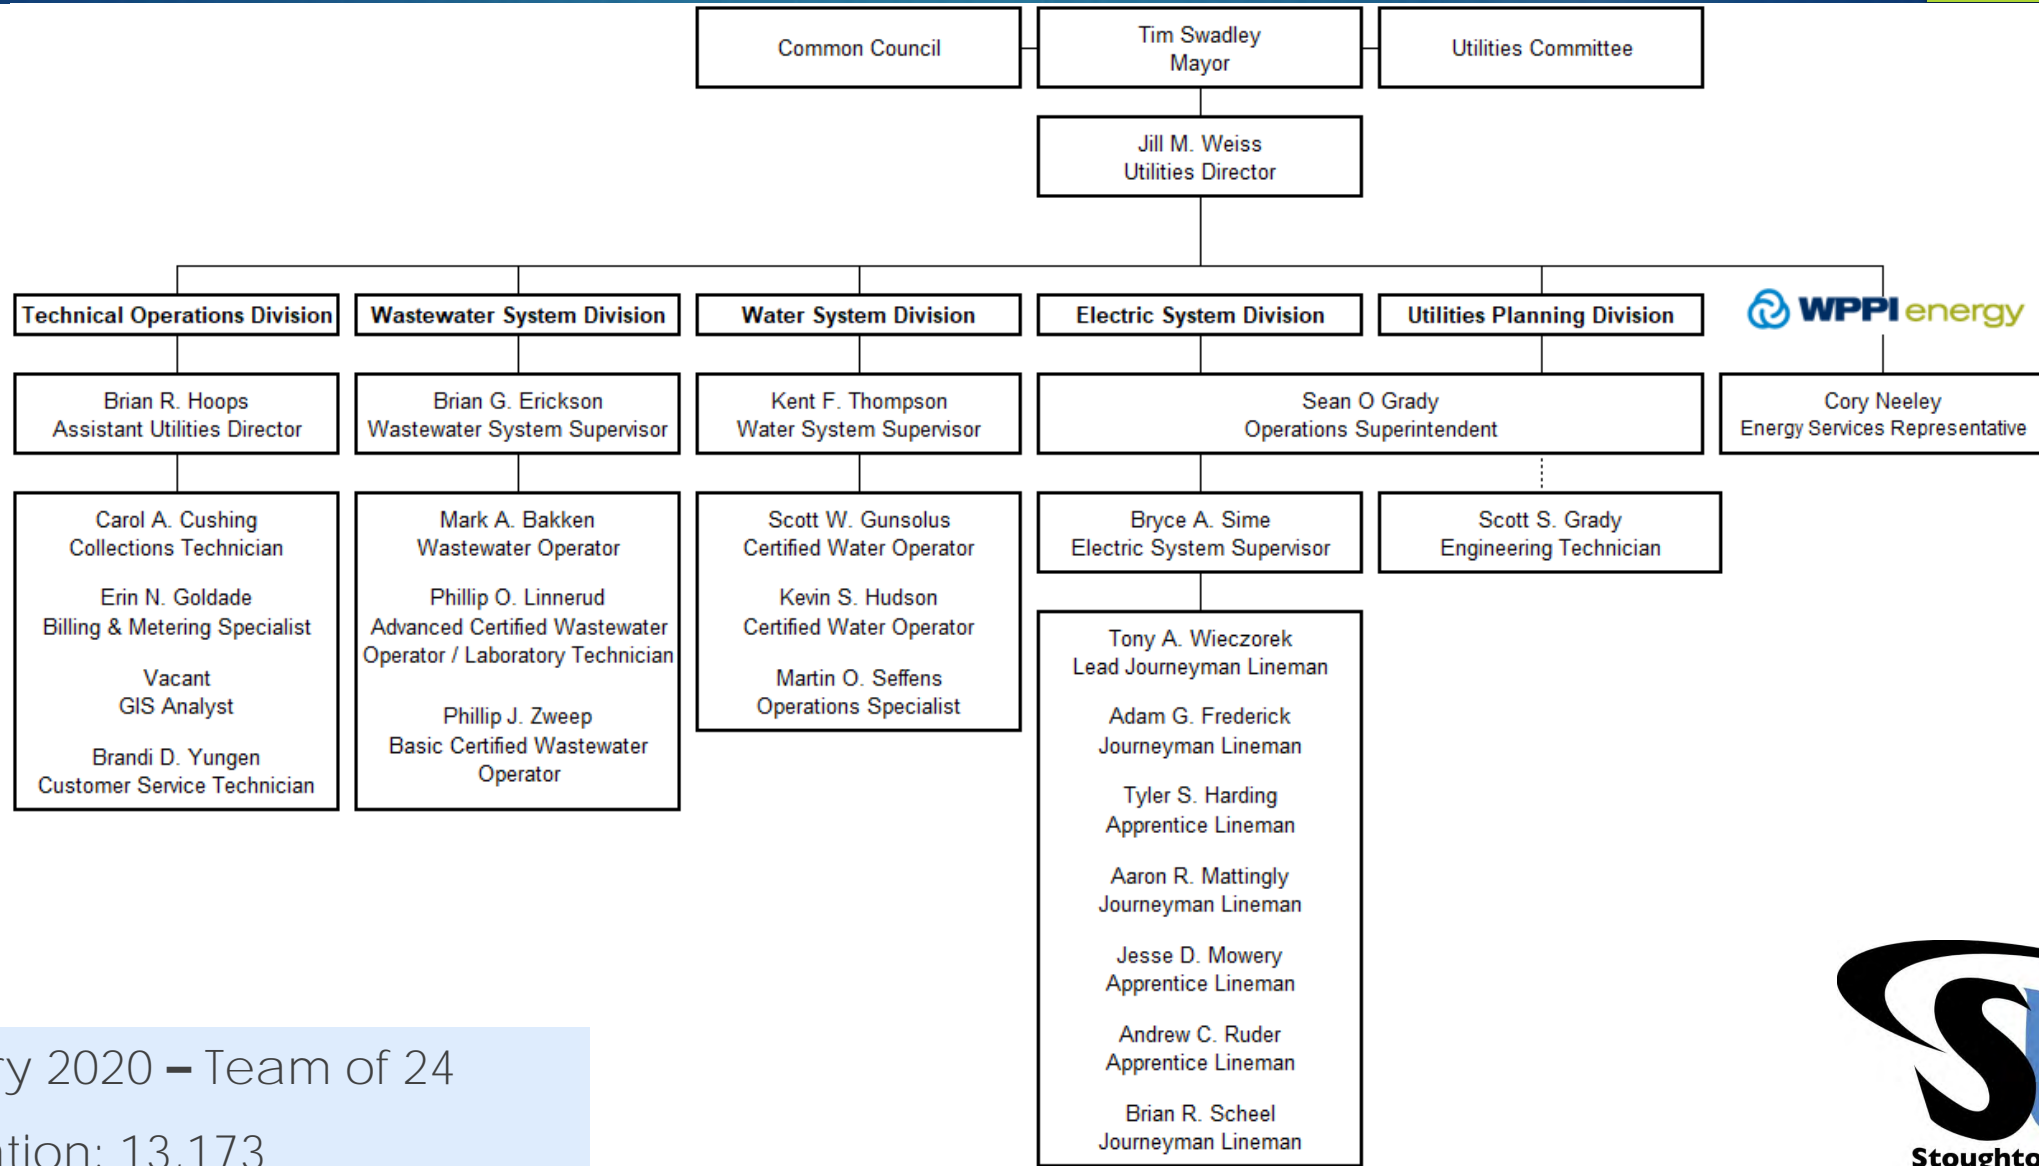 Common Council
Tim Swadley
Mayor
Utilities Committee
Jill M. Weiss
Utilities Director
Technical Operations Division
Wastewater System Division
Water System Division
Electric System Division
Utilities Planning Division
WPPI energy
Brian R. Hoops
Assistant Utilities Director
Brian G. Erickson
Wastewater System Supervisor
Kent F. Thompson
Water System Supervisor
Sean O Grady
Operations Superintendent
Cory Neeley
Energy Services Representative
Carol A. Cushing
Collections Technician
Erin N. Goldade
Billing & Metering Specialist
Vacant
GIS Analyst
Brandi D. Yungen
Customer Service Technician
Mark A. Bakken
Wastewater Operator
Phillip O. Linnerud
Advanced Certified Wastewater
Operator / Laboratory Technician
Phillip J. Zweep
Basic Certified Wastewater
Operator
Scott W. Gunsolus
Certified Water Operator
Kevin S. Hudson
Certified Water Operator
Martin O. Seffens
Operations Specialist
Bryce A. Sime
Electric System Supervisor
Scott S. Grady
Engineering Technician
Tony A. Wieczorek
Lead Journeyman Lineman
Adam G. Frederick
Journeyman Lineman
Tyler S. Harding
Apprentice Lineman
Aaron R. Mattingly
Journeyman Lineman
Jesse D. Mowery
Apprentice Lineman
Andrew C. Ruder
Apprentice Lineman
Brian R. Scheel
Journeyman Lineman
ry 2020 – Team of 24
ation: 13,173
Stoughto